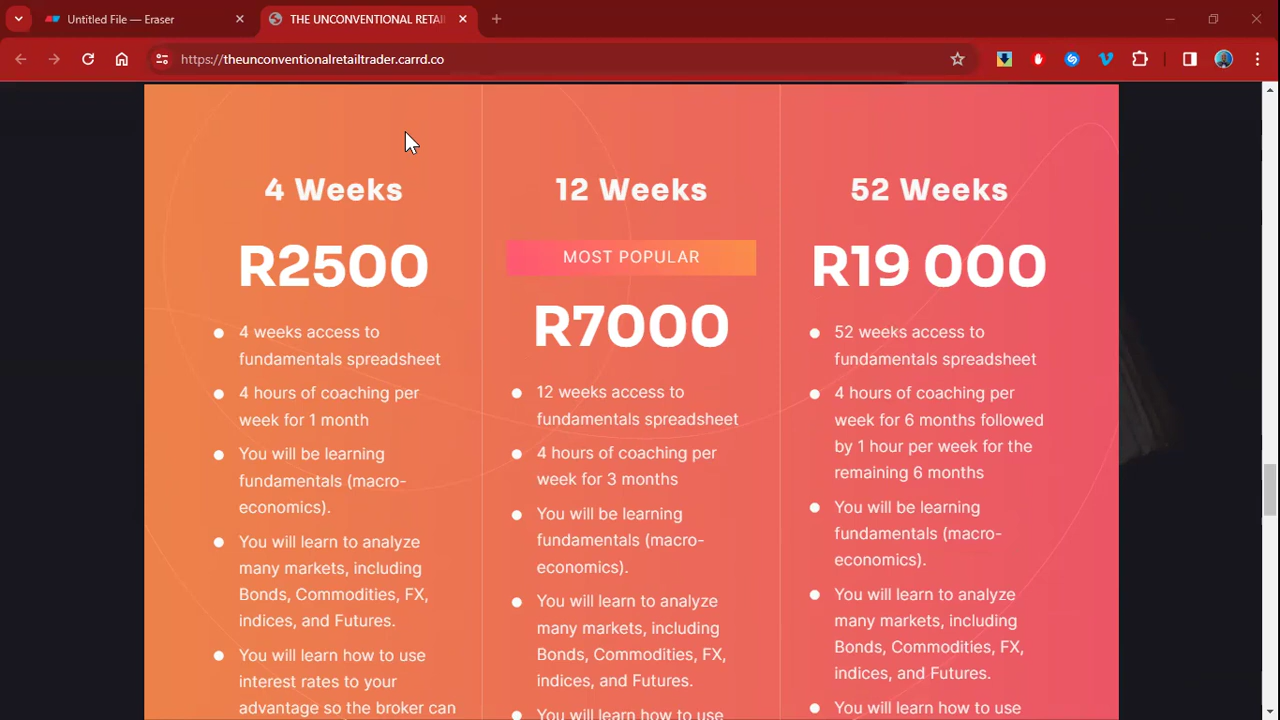 Untitled File — Eraser
THE UNCONVENTIONAL RETAI
https://theunconventionalretailtrader.carrd.co
4 Weeks
R2500
4 weeks access to
fundamentals spreadsheet
4 hours of coaching per
week for 1 month
You will be learning
fundamentals (macro-
economics).
You will learn to analyze
many markets, including
Bonds, Commodities, FX,
indices, and Futures.
You will learn how to use
interest rates to your
advantage so the broker can
12 Weeks
MOST POPULAR
R7000
12 weeks access to
fundamentals spreadsheet
4 hours of coaching per
week for 3 months
You will be learning
fundamentals (macro-
economics).
You will learn to analyze
many markets, including
Bonds, Commodities, FX,
indices, and Futures.
You will learn how to use
52 Weeks
R19 000
52 weeks access to
fundamentals spreadsheet
4 hours of coaching per
week for 6 months followed
by 1 hour per week for the
remaining 6 months
You will be learning
fundamentals (macro-
economics).
You will learn to analyze
many markets, including
Bonds, Commodities, FX,
indices, and Futures.
You will learn how to use